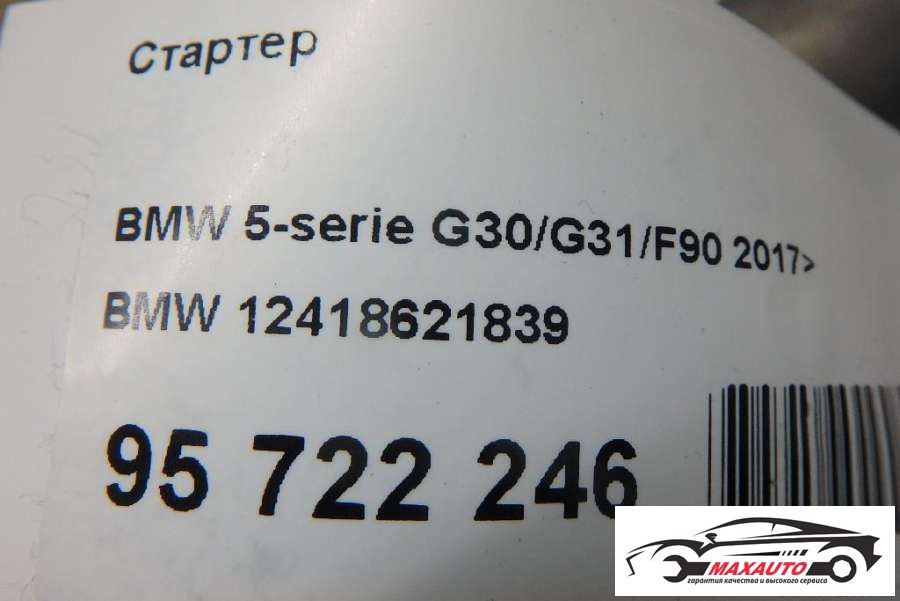 Стартер
BMW 5-serie G30/G31/F90 2017>
BMW 12418621839
95 722 246
MAXAUTO
гарантия качества и высокого сервиса